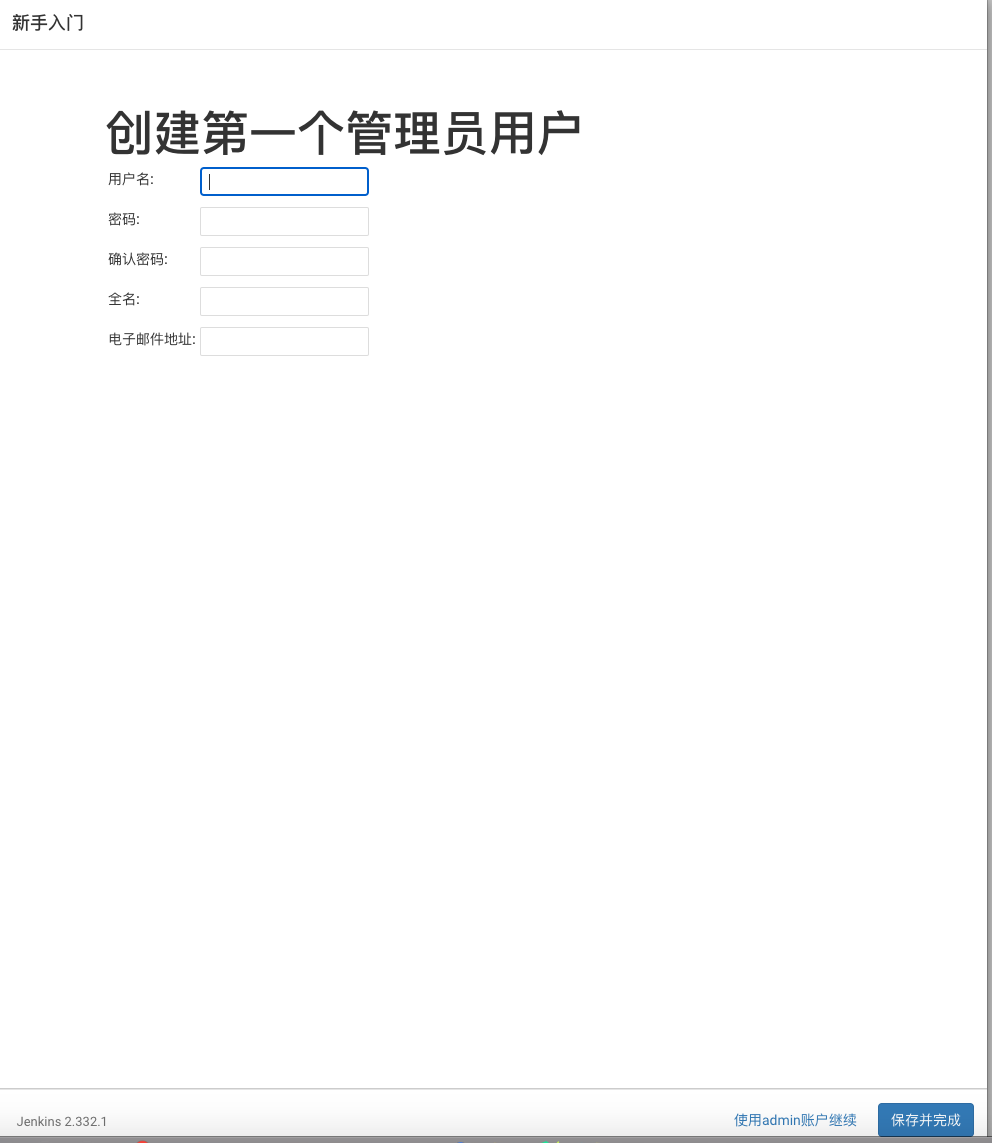 新手入门
创建第一个管理员用户
用户名:
密码:
确认密码:
全名:
电子邮件地址:
Jenkins 2.332.1
使用admin账户继续
保存并完成